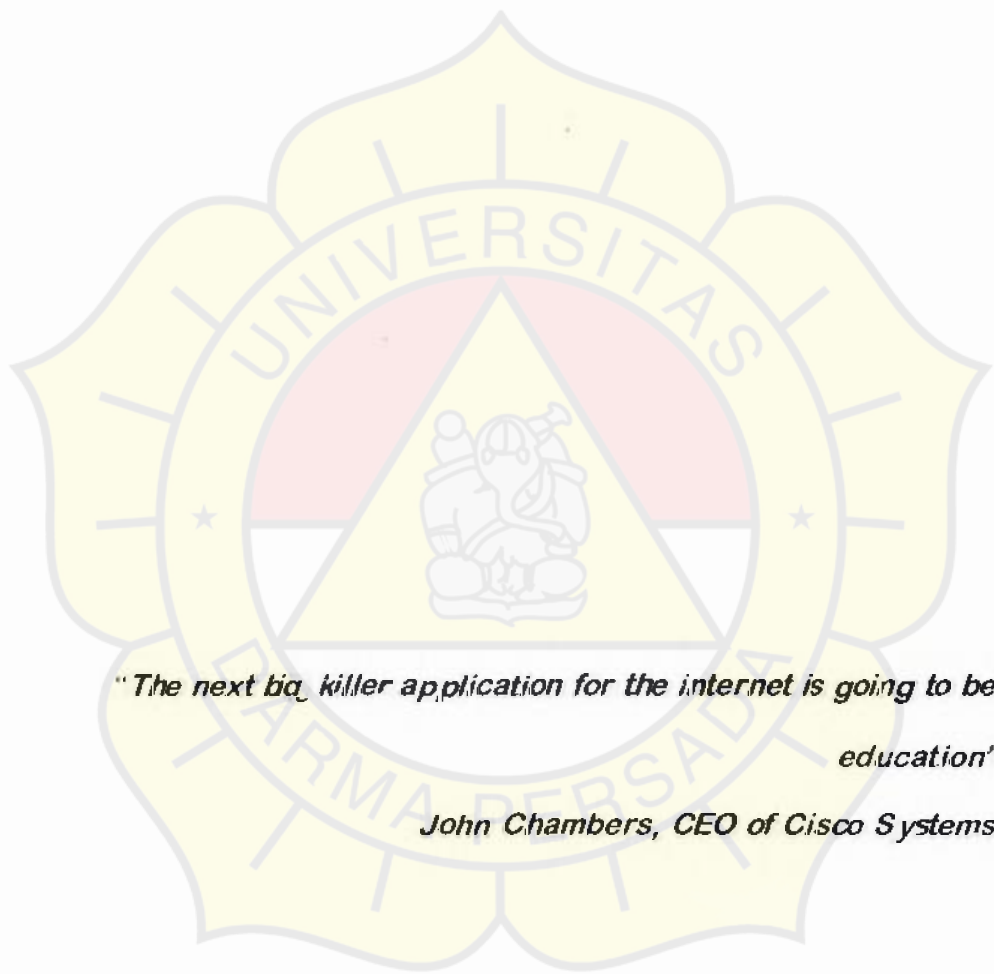 UNIVERSITAS
DARMA PERSADA
"The next big killer application for the internet is going to be
education"
John Chambers, CEO of Cisco Systems